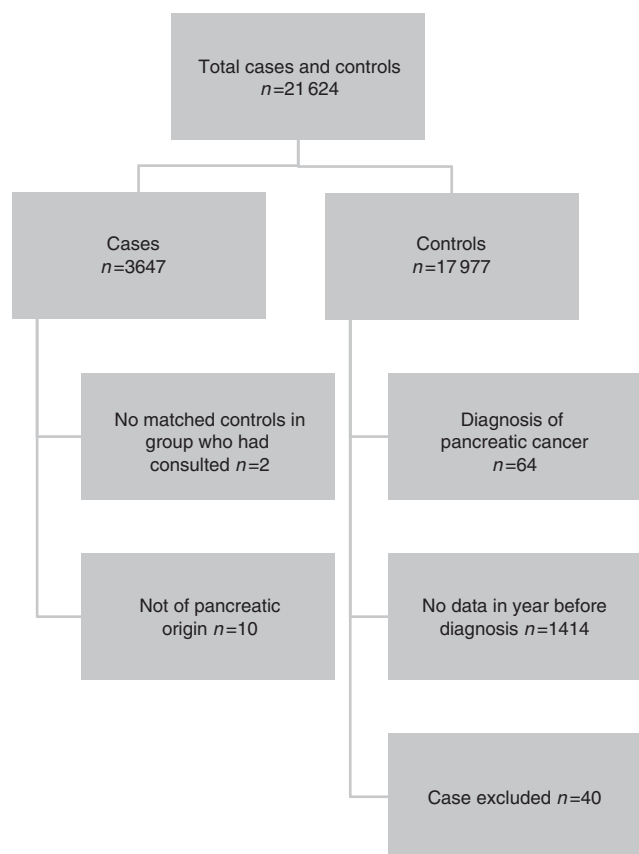 Total cases and controls
n=21 624
Cases
n=3647
Controls
n=17 977
No matched controls in
group who had
consulted n=2
Diagnosis of
pancreatic cancer
n=64
Not of pancreatic
origin n=10
No data in year before
diagnosis n=1414
Case excluded n=40